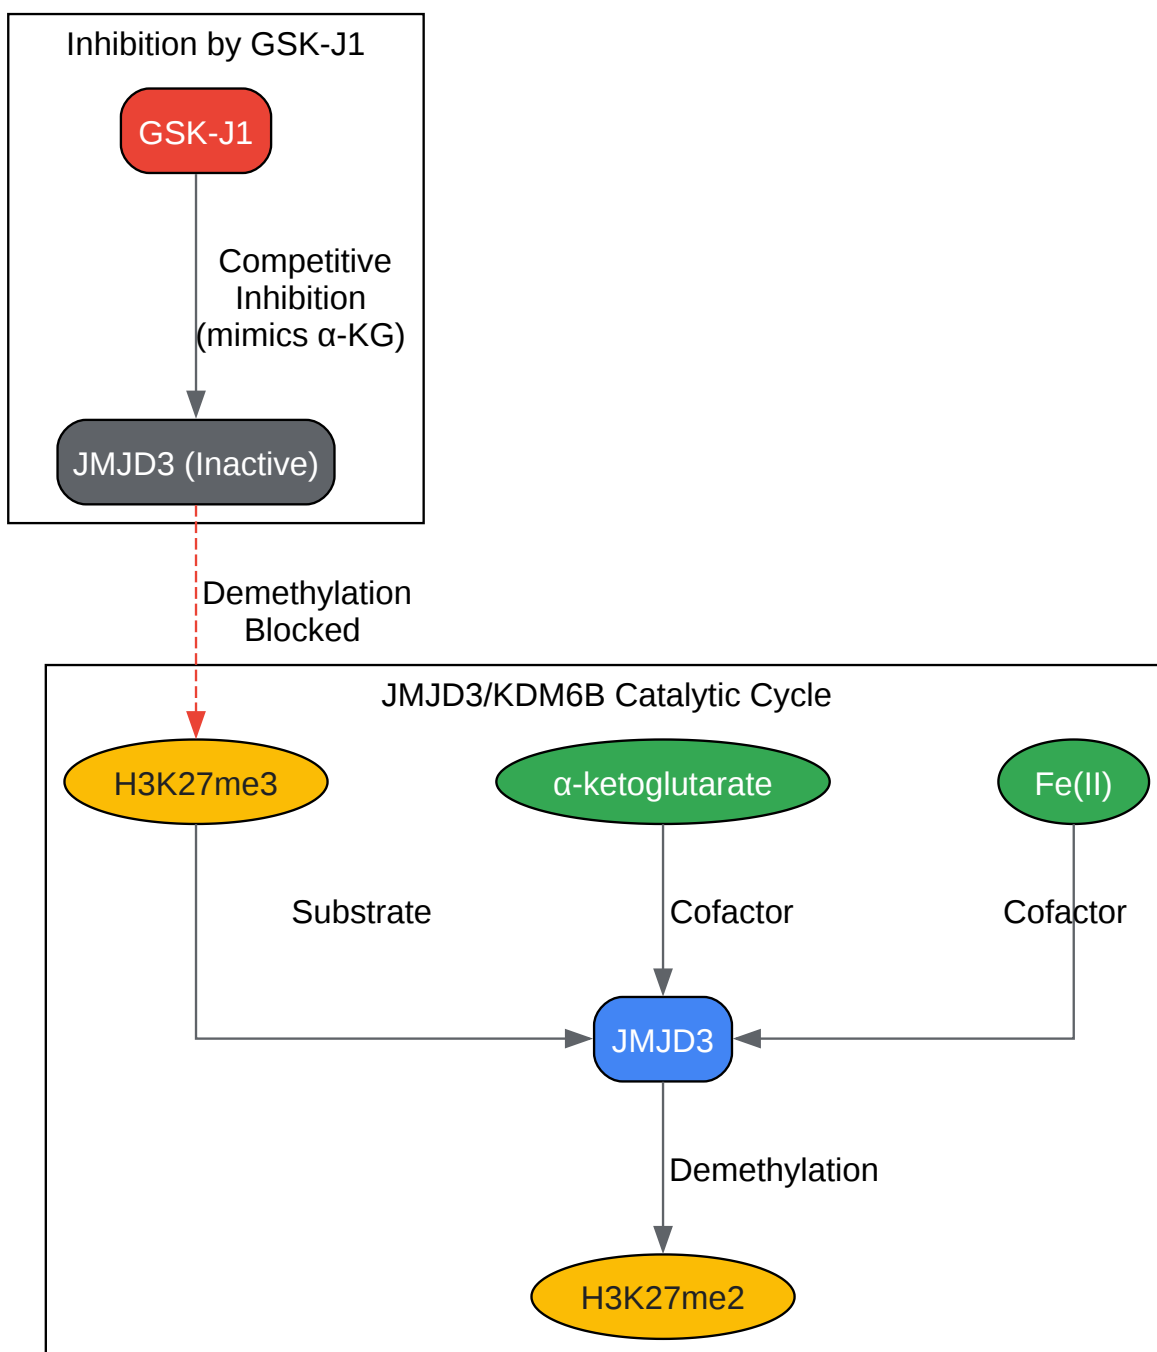 Inhibition by GSK-J1
GSK-J1
Competitive
Inhibition
(mimics α-KG)
JMJD3 (Inactive)
Demethylation
Blocked
JMJD3/KDM6B Catalytic Cycle
H3K27me3
α-ketoglutarate
Fe(II)
Substrate
Cofactor
Cofactor
JMJD3
Demethylation
H3K27me2